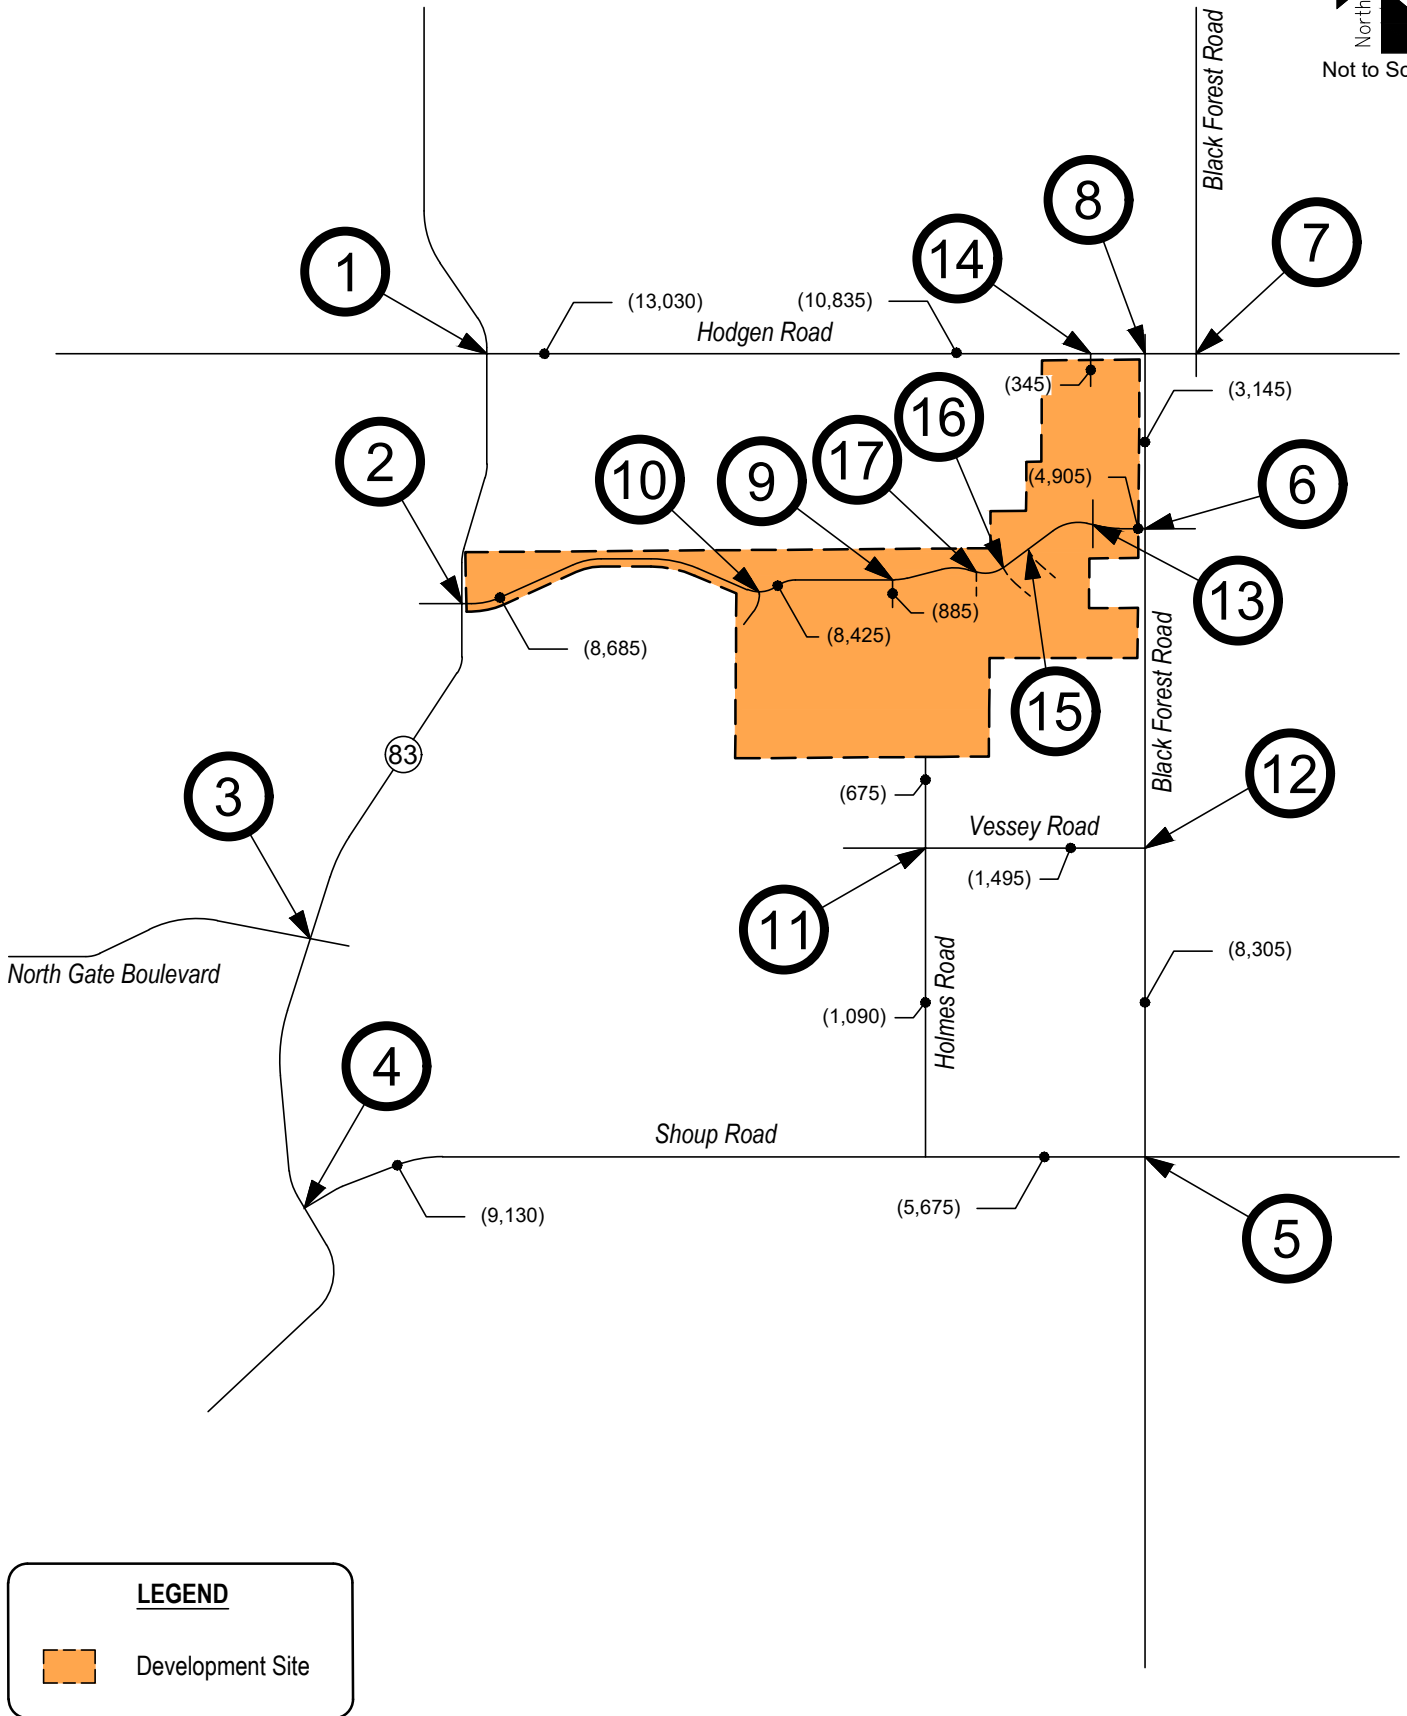 North
Not to Sc
Black Forest Road
8
14
7
1
(13,030)
(10,835)
Hodgen Road
(345)
(3,145)
16
17
2
10
9
(4,905)
6
13
(885)
(8,425)
(8,685)
15
Black Forest Road
83
3
(675)
12
Vessey Road
(1,495)
11
North Gate Boulevard
(8,305)
Holmes Road
(1,090)
4
Shoup Road
(9,130)
(5,675)
5
LEGEND
Development Site